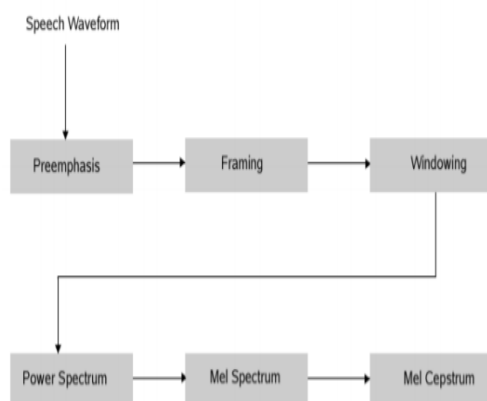 Speech Waveform
Preemphasis
Framing
Windowing
Power Spectrum
Mel Spectrum
Mel Cepstrum